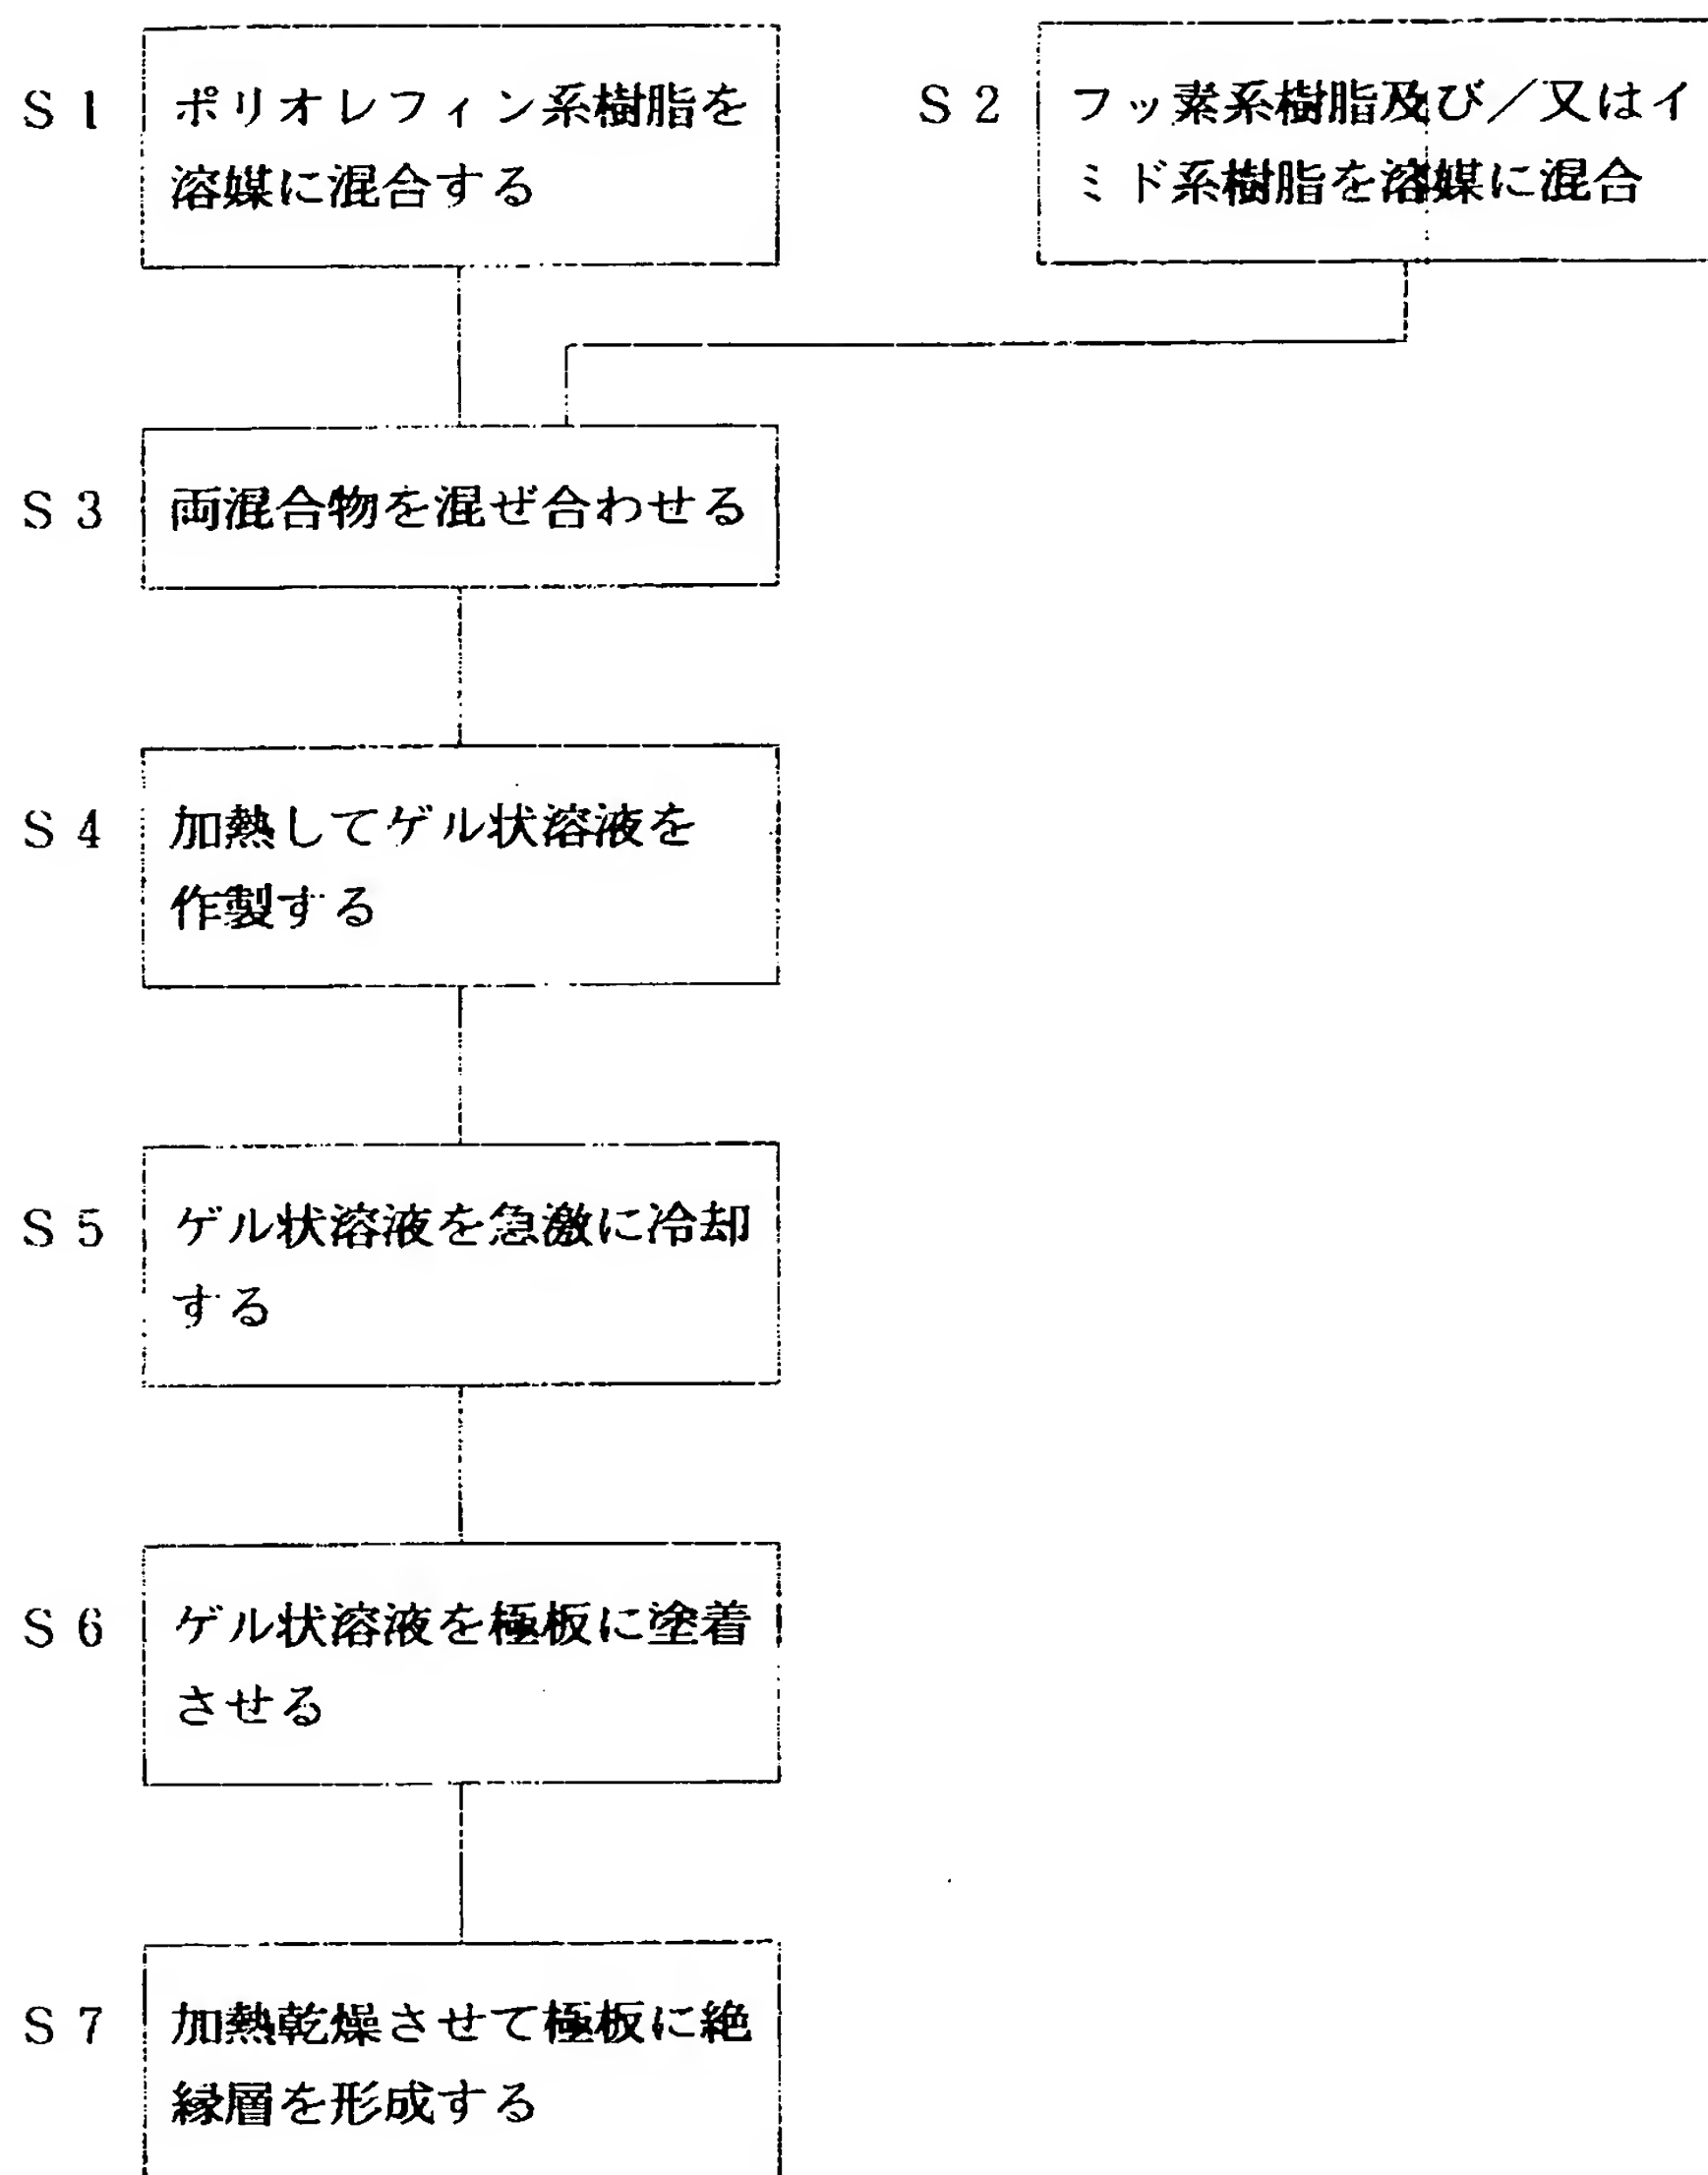 S 1
ポリオレフィン系樹脂を
溶媒に混合する
S 2
フッ素系樹脂及び／又はイ
ミド系樹脂を溶媒に混合
S 3
両混合物を混ぜ合わせる
S 4
加熱してゲル状溶液を
作製する
S 5
ゲル状溶液を急激に冷却
する
S 6
ゲル状溶液を極板に塗着
させる
S 7
加熱乾燥させて極板に絶
縁層を形成する